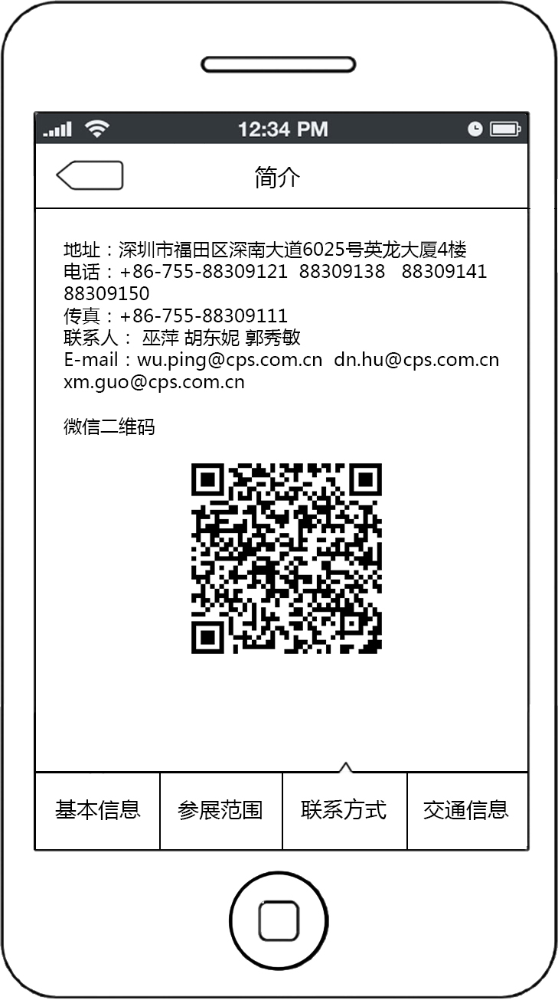 12:34 PM
简介
地址：深圳市福田区深南大道6025号英龙大厦4楼
电话：+86-755-88309121  88309138   88309141
88309150
传真：+86-755-88309111
联系人： 巫萍 胡东妮 郭秀敏
E-mail：wu.ping@cps.com.cn  dn.hu@cps.com.cn
xm.guo@cps.com.cn
微信二维码
基本信息
参展范围
联系方式
交通信息